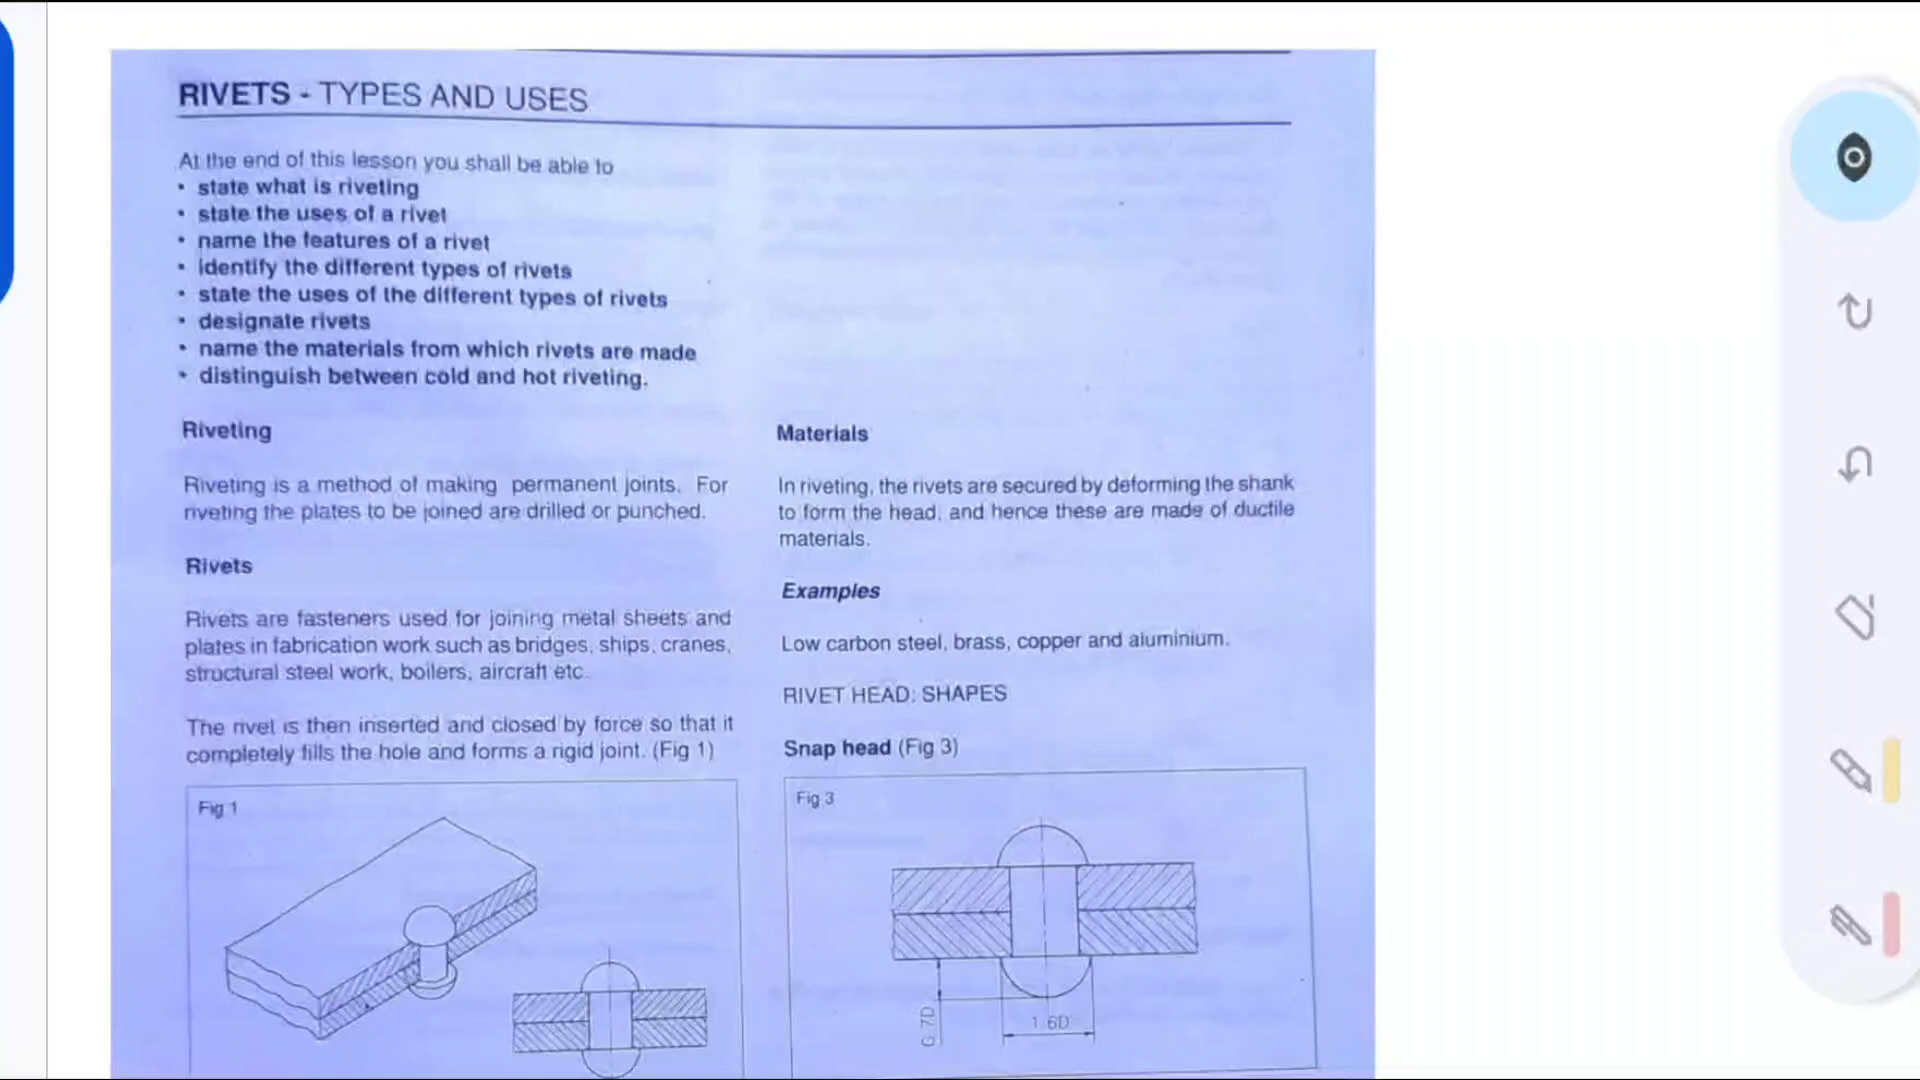 RIVETS - TYPES AND USES
At the end of this lesson you shall be able to
• state what is riveting
• state the uses of a rivet
• name the features of a rivet
• identify the different types of rivets
• state the uses of the different types of rivets
• designate rivets
• name the materials from which rivets are made
• distinguish between cold and hot riveting.
Riveting
Riveting is a method of making permanent joints. For
riveting the plates to be joined are drilled or punched.
Rivets
Rivets are fasteners used for joining metal sheets and
plates in fabrication work such as bridges, ships, cranes,
structural steel work, boilers, aircraft etc.
The rivet is then inserted and closed by force so that it
completely fills the hole and forms a rigid joint. (Fig 1)
Fig 1
Materials
In riveting, the rivets are secured by deforming the shank
to form the head, and hence these are made of ductile
materials.
Examples
Low carbon steel, brass, copper and aluminium.
RIVET HEAD: SHAPES
Snap head (Fig 3)
Fig 3
0.7D
1.6D